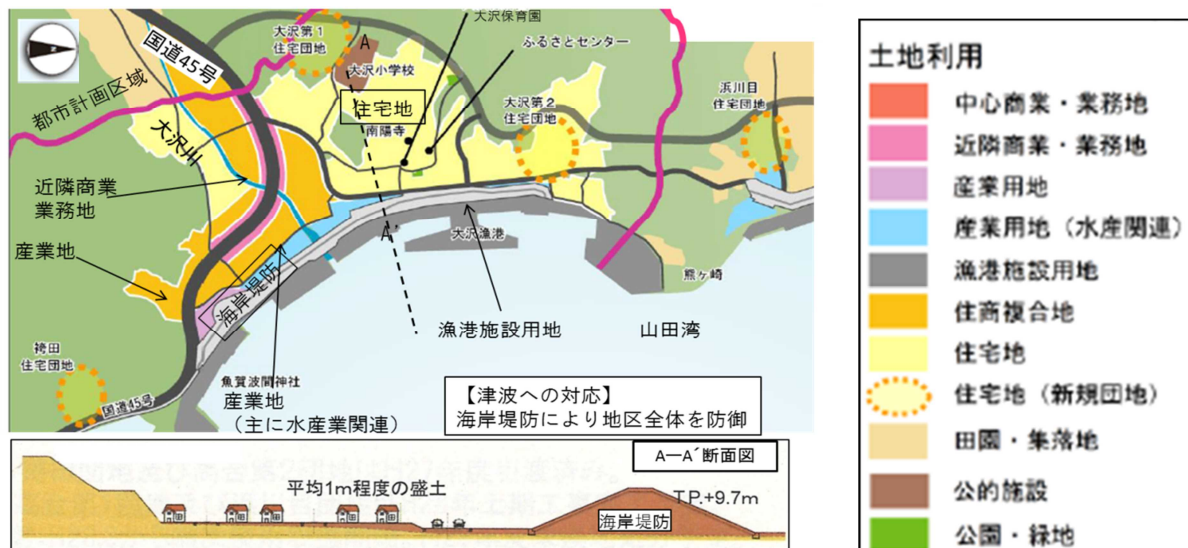 大沢保育園
大沢第1
住宅団地
A
ふるさとセンター
国道45号
大沢小学校
浜川目
住宅団地
住宅地
大沢第2
住宅団地
都市計画区域
南陽寺
大沢川
近隣商業
業務地
A'
大沢漁港
産業地
熊ヶ崎
海岸堤防
漁港施設用地
山田湾
袴田
住宅団地
国道45号
魚賀波間神社
産業地
(主に水産業関連)
【津波への対応】
海岸堤防により地区全体を防御
A―A´断面図
平均1m程度の盛土
T.P.+9.7m
海岸堤防
土地利用
中心商業・業務地
近隣商業・業務地
産業用地
産業用地(水産関連)
漁港施設用地
住商複合地
住宅地
住宅地(新規団地)
田園・集落地
公的施設
公園・緑地